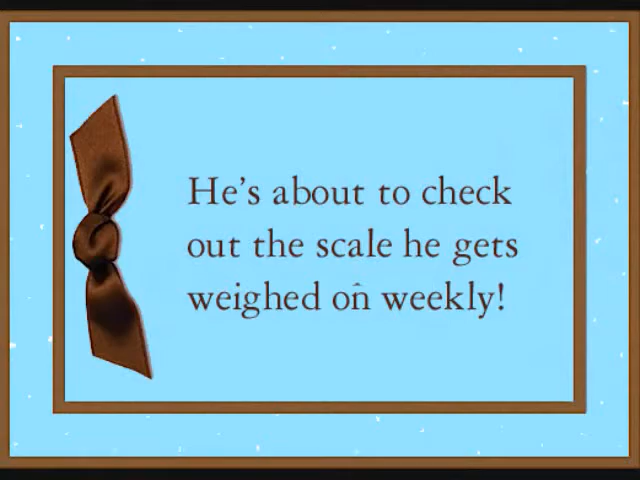 He's about to check
out the scale he gets
weighed on weekly!